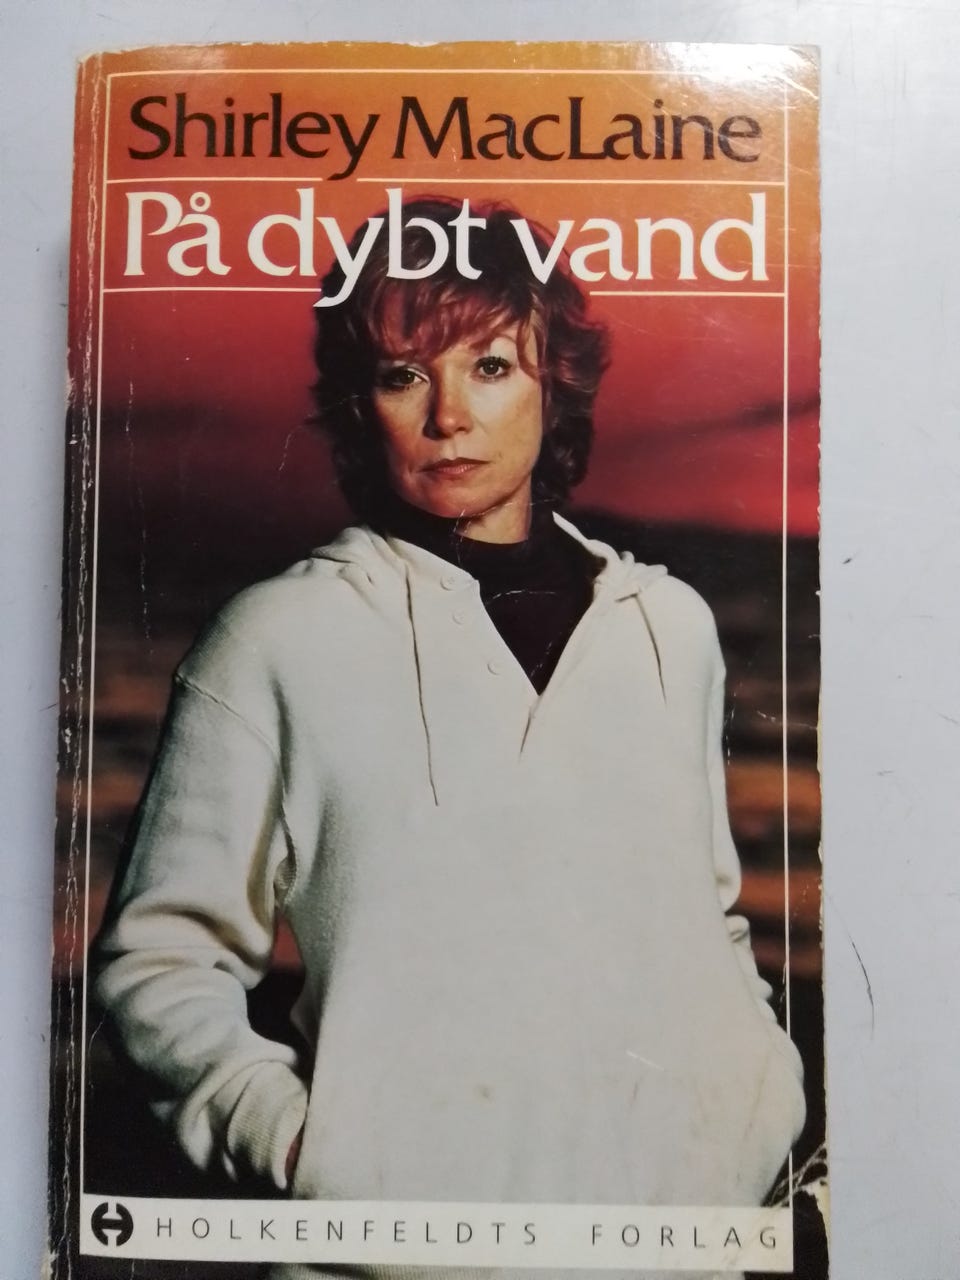 Shirley MacLaine
På dybt vand
HOLKENFELDTS FORLAG